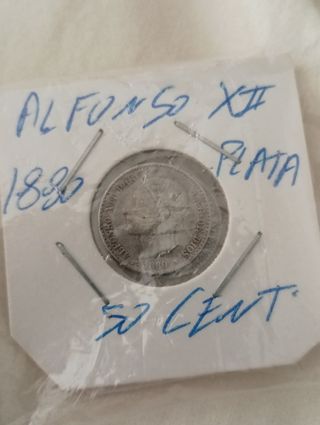 ALFONSO XII
1880
PLATA
50 CENT.